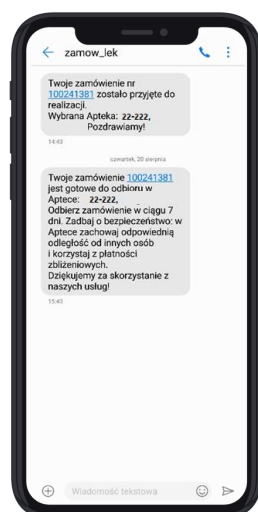 zamow_lek
Twoje zamówienie nr
100241381 zostało przyjęte do
realizacji.
Wybrana Apteka: 22-222,
Pozdrawiamy!
14:43
czwartek, 20 sierpnia
Twoje zamówienie 100241381
jest gotowe do odbioru w
Aptece: 22-222,
Odbierz zamówienie w ciągu 7
dni. Zadbaj o bezpieczeństwo: w
Aptece zachowaj odpowiednią
odległość od innych osób
i korzystaj z płatności
zbliżeniowych.
Dziękujemy za skorzystanie z
naszych usług!
15:43
Wiadomość tekstowa